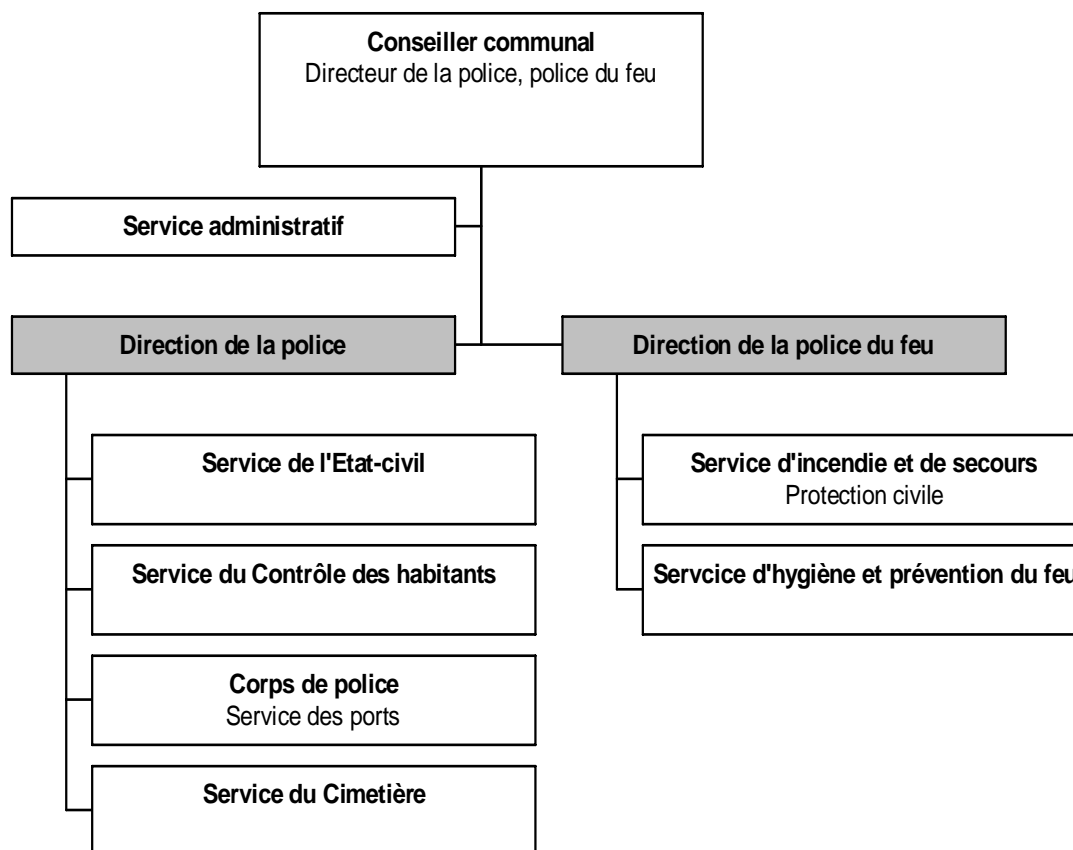 Conseiller communal
Directeur de la police, police du feu
Service administratif
Direction de la police
Direction de la police du feu
Service de l'Etat-civil
Service du Contrôle des habitants
Corps de police
Service des ports
Service du Cimetière
Service d'incendie et de secours
Protection civile
Servcice d'hygiène et prévention du feu